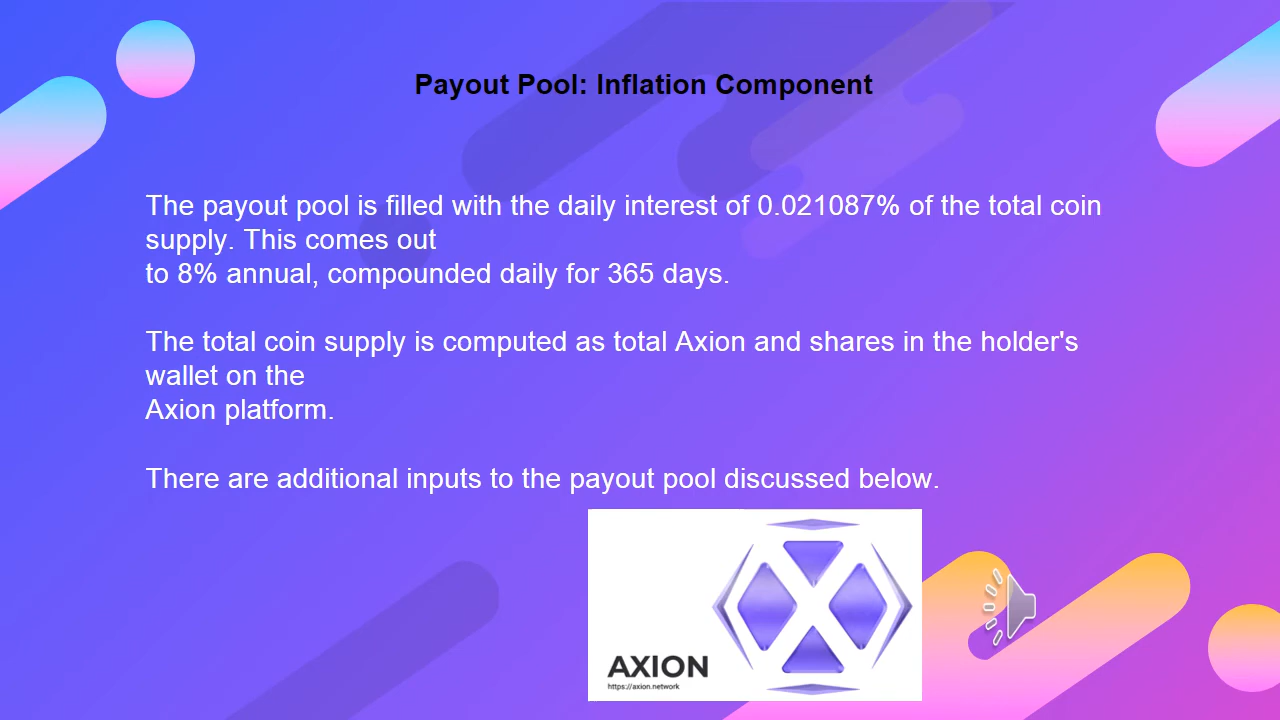 Payout Pool: Inflation Component
The payout pool is filled with the daily interest of 0.021087% of the total coin
supply. This comes out
to 8% annual, compounded daily for 365 days.
The total coin supply is computed as total Axion and shares in the holder's
wallet on the
Axion platform.
There are additional inputs to the payout pool discussed below.
AXION
https://axion.network